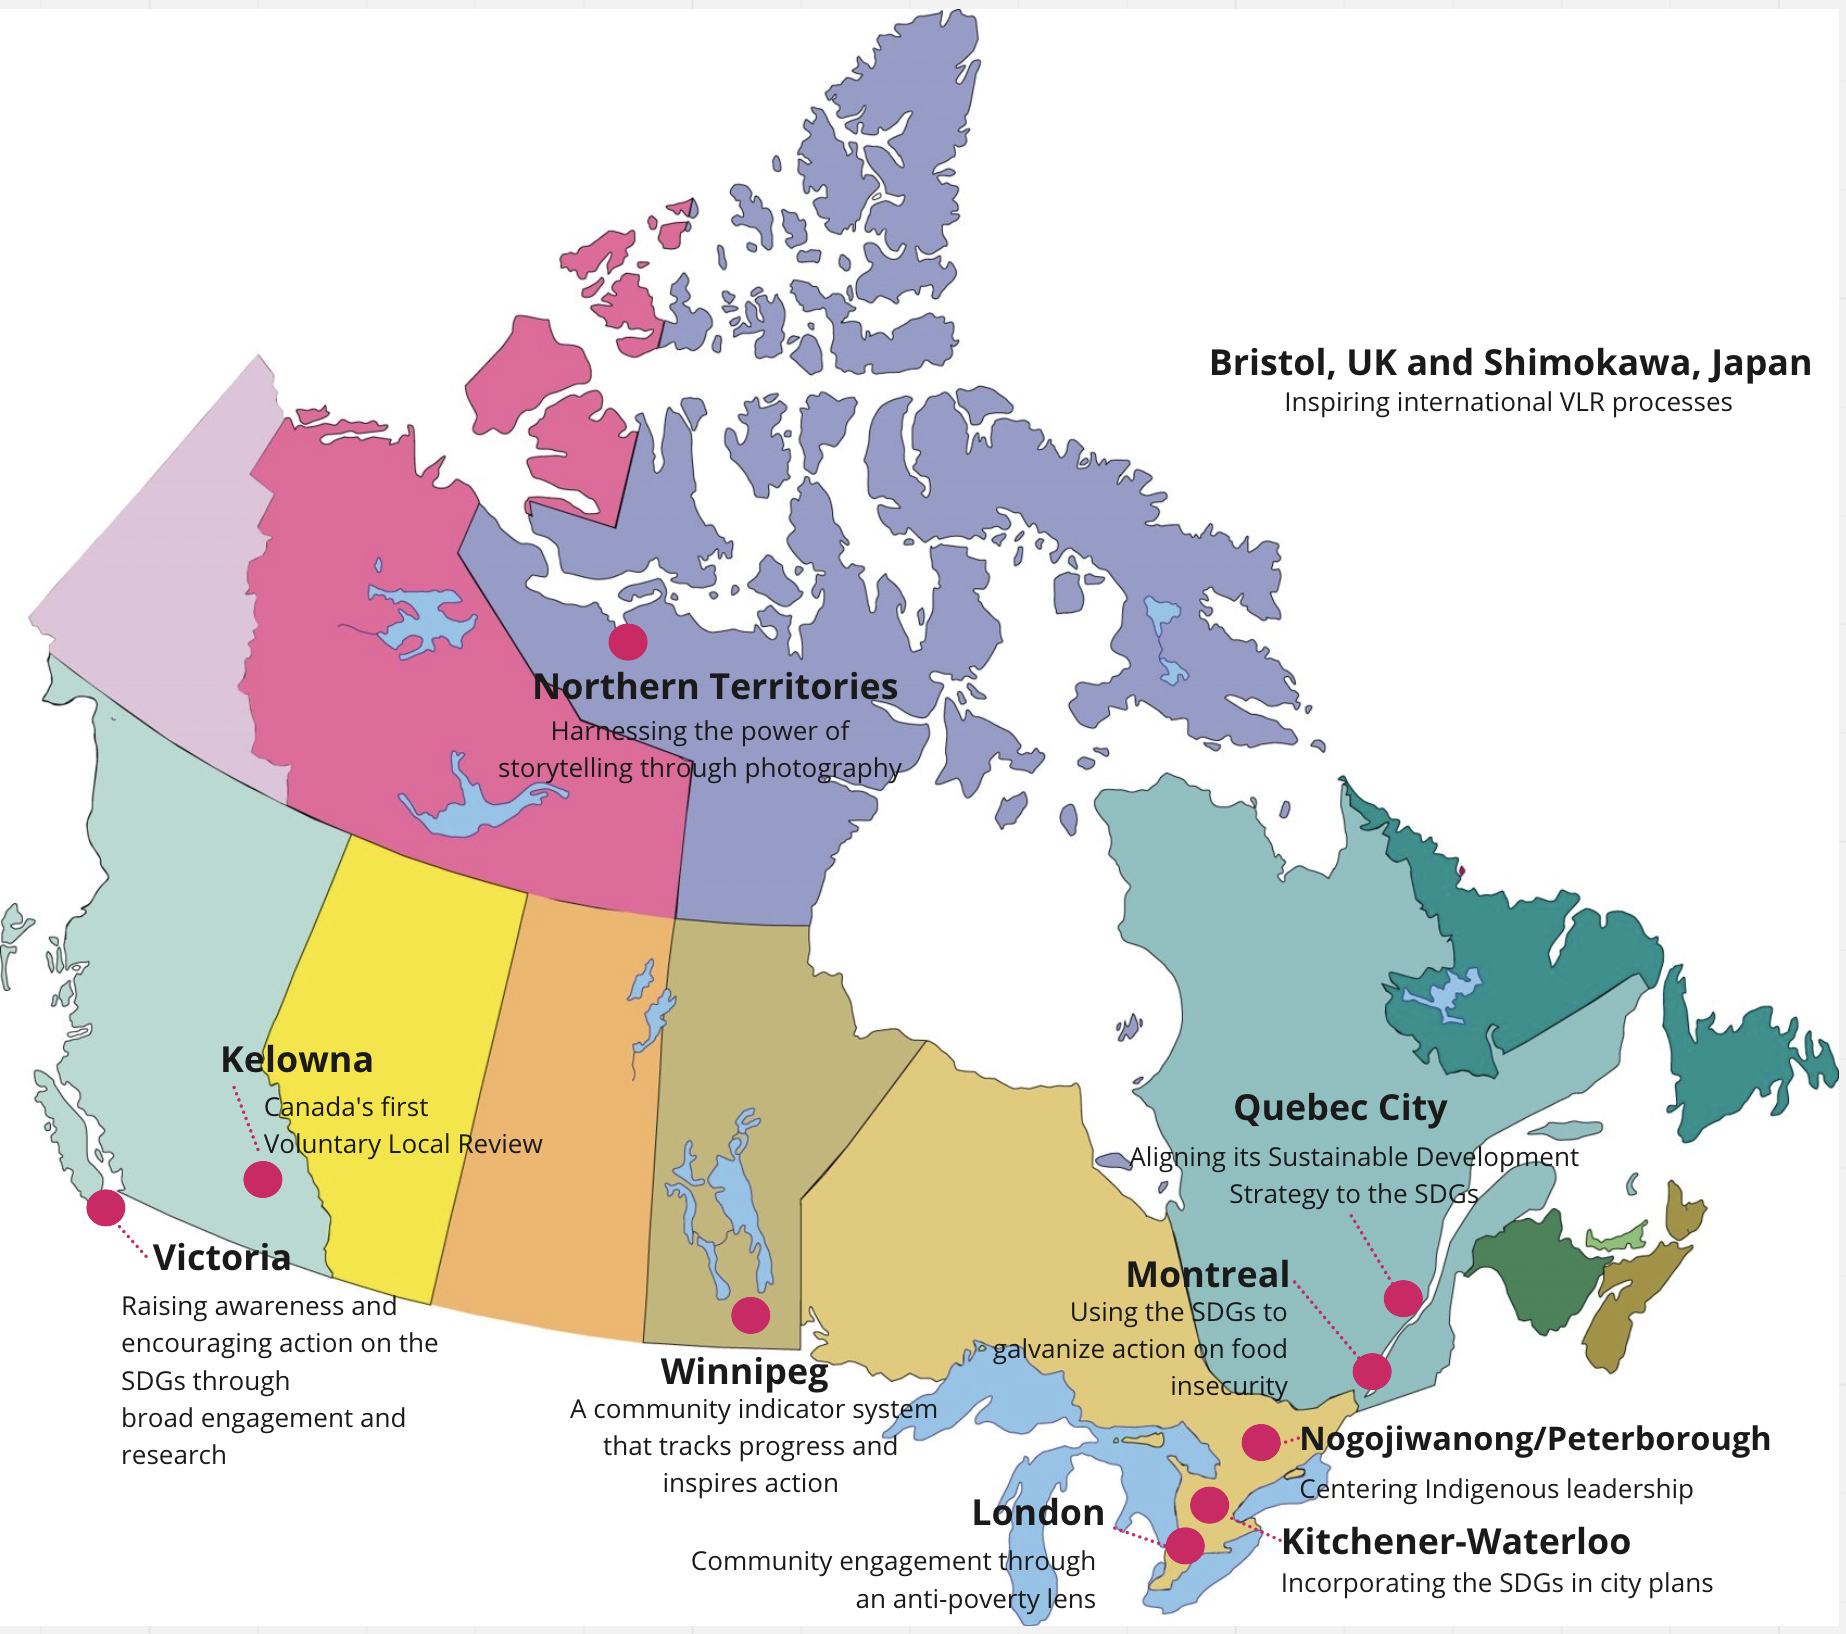 Bristol, UK and Shimokawa, Japan
Inspiring international VLR processes
Northern Territories
Harnessing the power of
storytelling through photography
Kelowna
Canada's first
Voluntary Local Review
Victoria
Raising awareness and
encouraging action on the
SDGs through
broad engagement and
research
Winnipeg
A community indicator system
that tracks progress and
inspires action
Quebec City
Aligning its Sustainable Development
Strategy to the SDGs
Montreal
Using the SDGs to
galvanize action on food
insecurity
Nogojiwanong/Peterborough
Centering Indigenous leadership
London
Community engagement through
an anti-poverty lens
Kitchener-Waterloo
Incorporating the SDGs in city plans